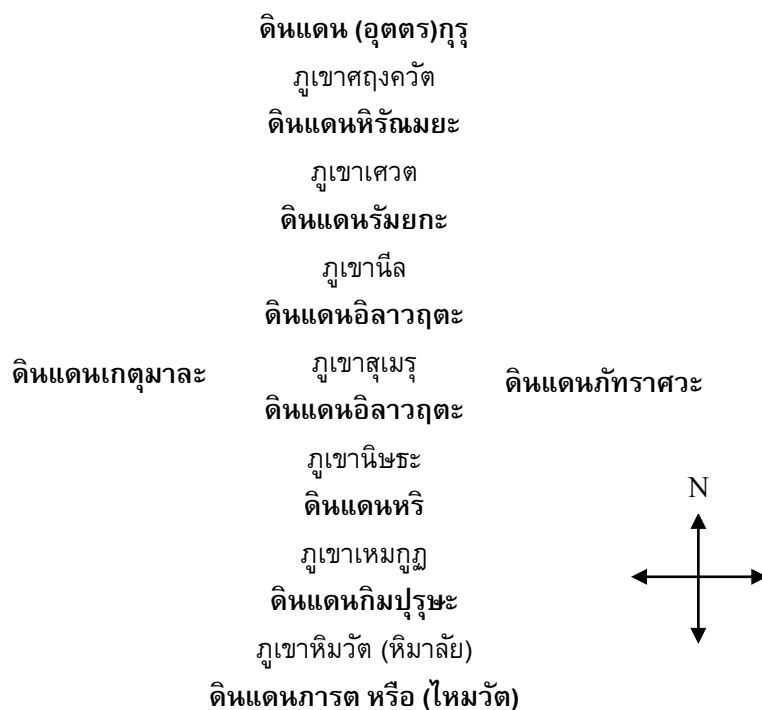 ดินแดน (อุตตร)กุรุ
ภูเขาศฤงควัต
ดินแดนหิรัณมยะ
ภูเขาเศวต
ดินแดนรัมยกะ
ภูเขานีล
ดินแดนอิลาวฤตะ
ดินแดนเกตุมาละ
ภูเขาสุเมรุ
ดินแดนภัทราศวะ
ดินแดนอิลาวฤตะ
ภูเขานิษธะ
ดินแดนหริ
N
ภูเขาเหมกูฏ
ดินแดนกิมปุรุษะ
ภูเขาหิมวัต (หิมาลัย)
ดินแดนภารต หรือ (ไหมวัต)